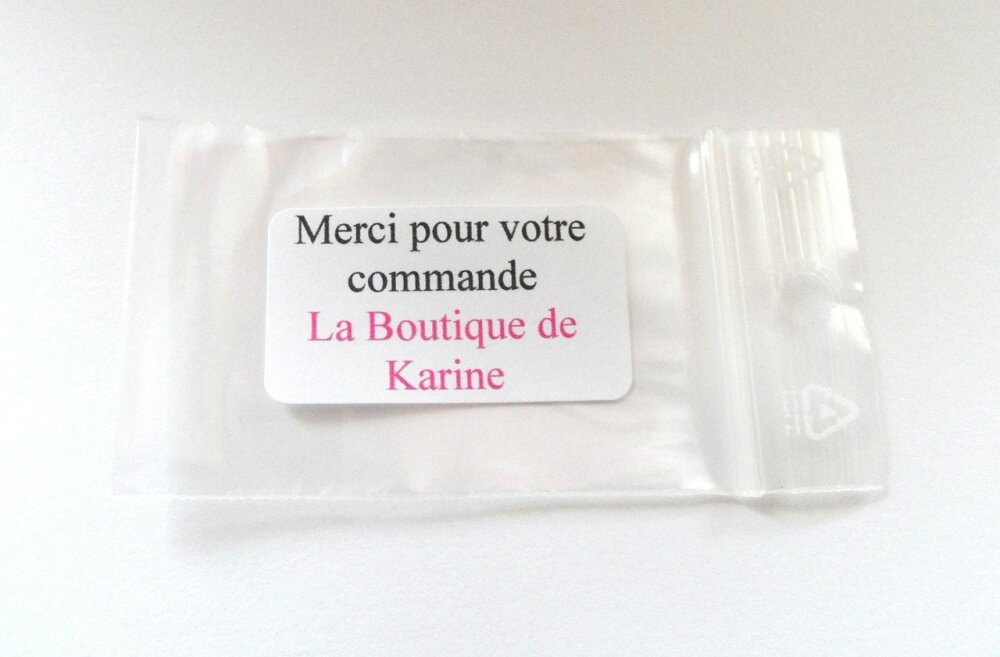 Merci pour votre
commande
La Boutique de
Karine